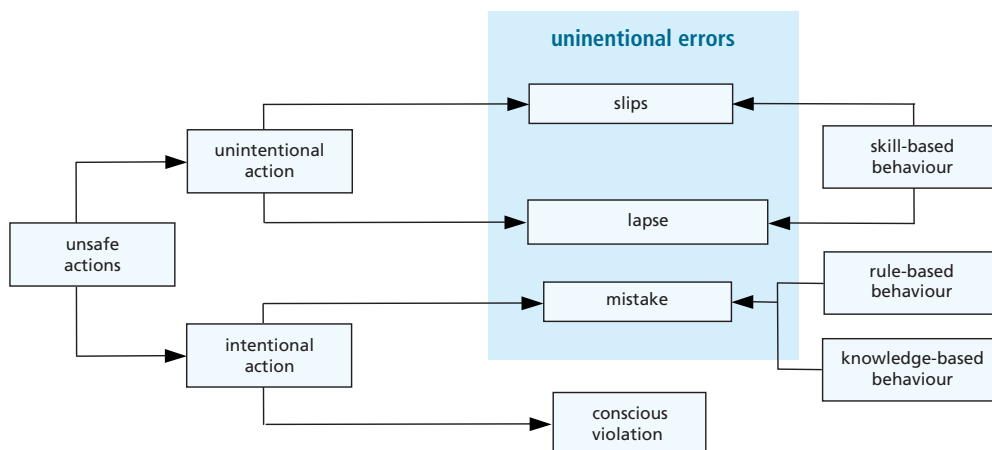 uninentional errors
slips
unintentional
action
skill-based
behaviour
lapse
unsafe
actions
rule-based
behaviour
mistake
intentional
action
knowledge-based
behaviour
conscious
violation